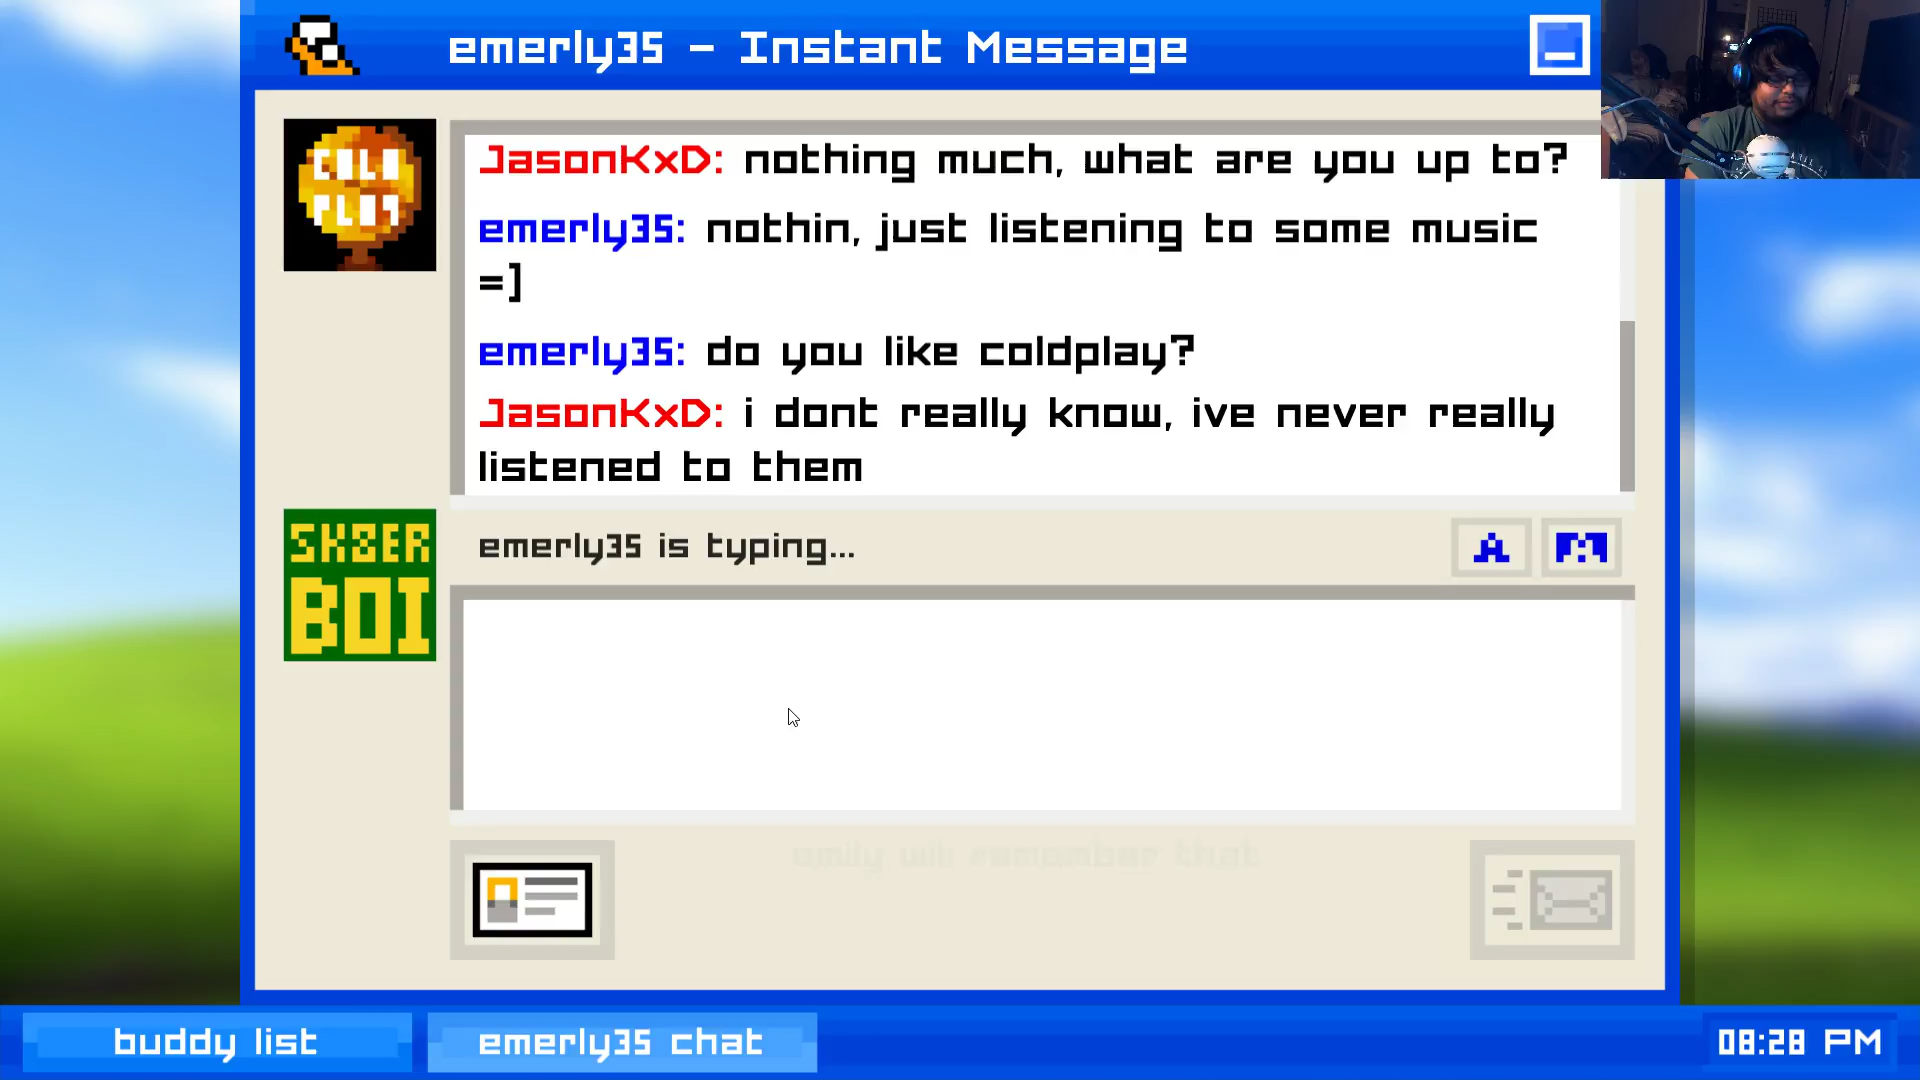 emerly35 - Instant Message
COLD
PLAY
JasonKxD: nothing much, what are you up to?
emerly35: nothin, just listening to some music
=]
emerly35: do you like coldplay?
JasonKxD: i dont really know, ive never really
listened to them
SK8ER
BOI
emerly35 is typing...
A
emily will remember that
buddy list
emerly35 chat
08:28 PM